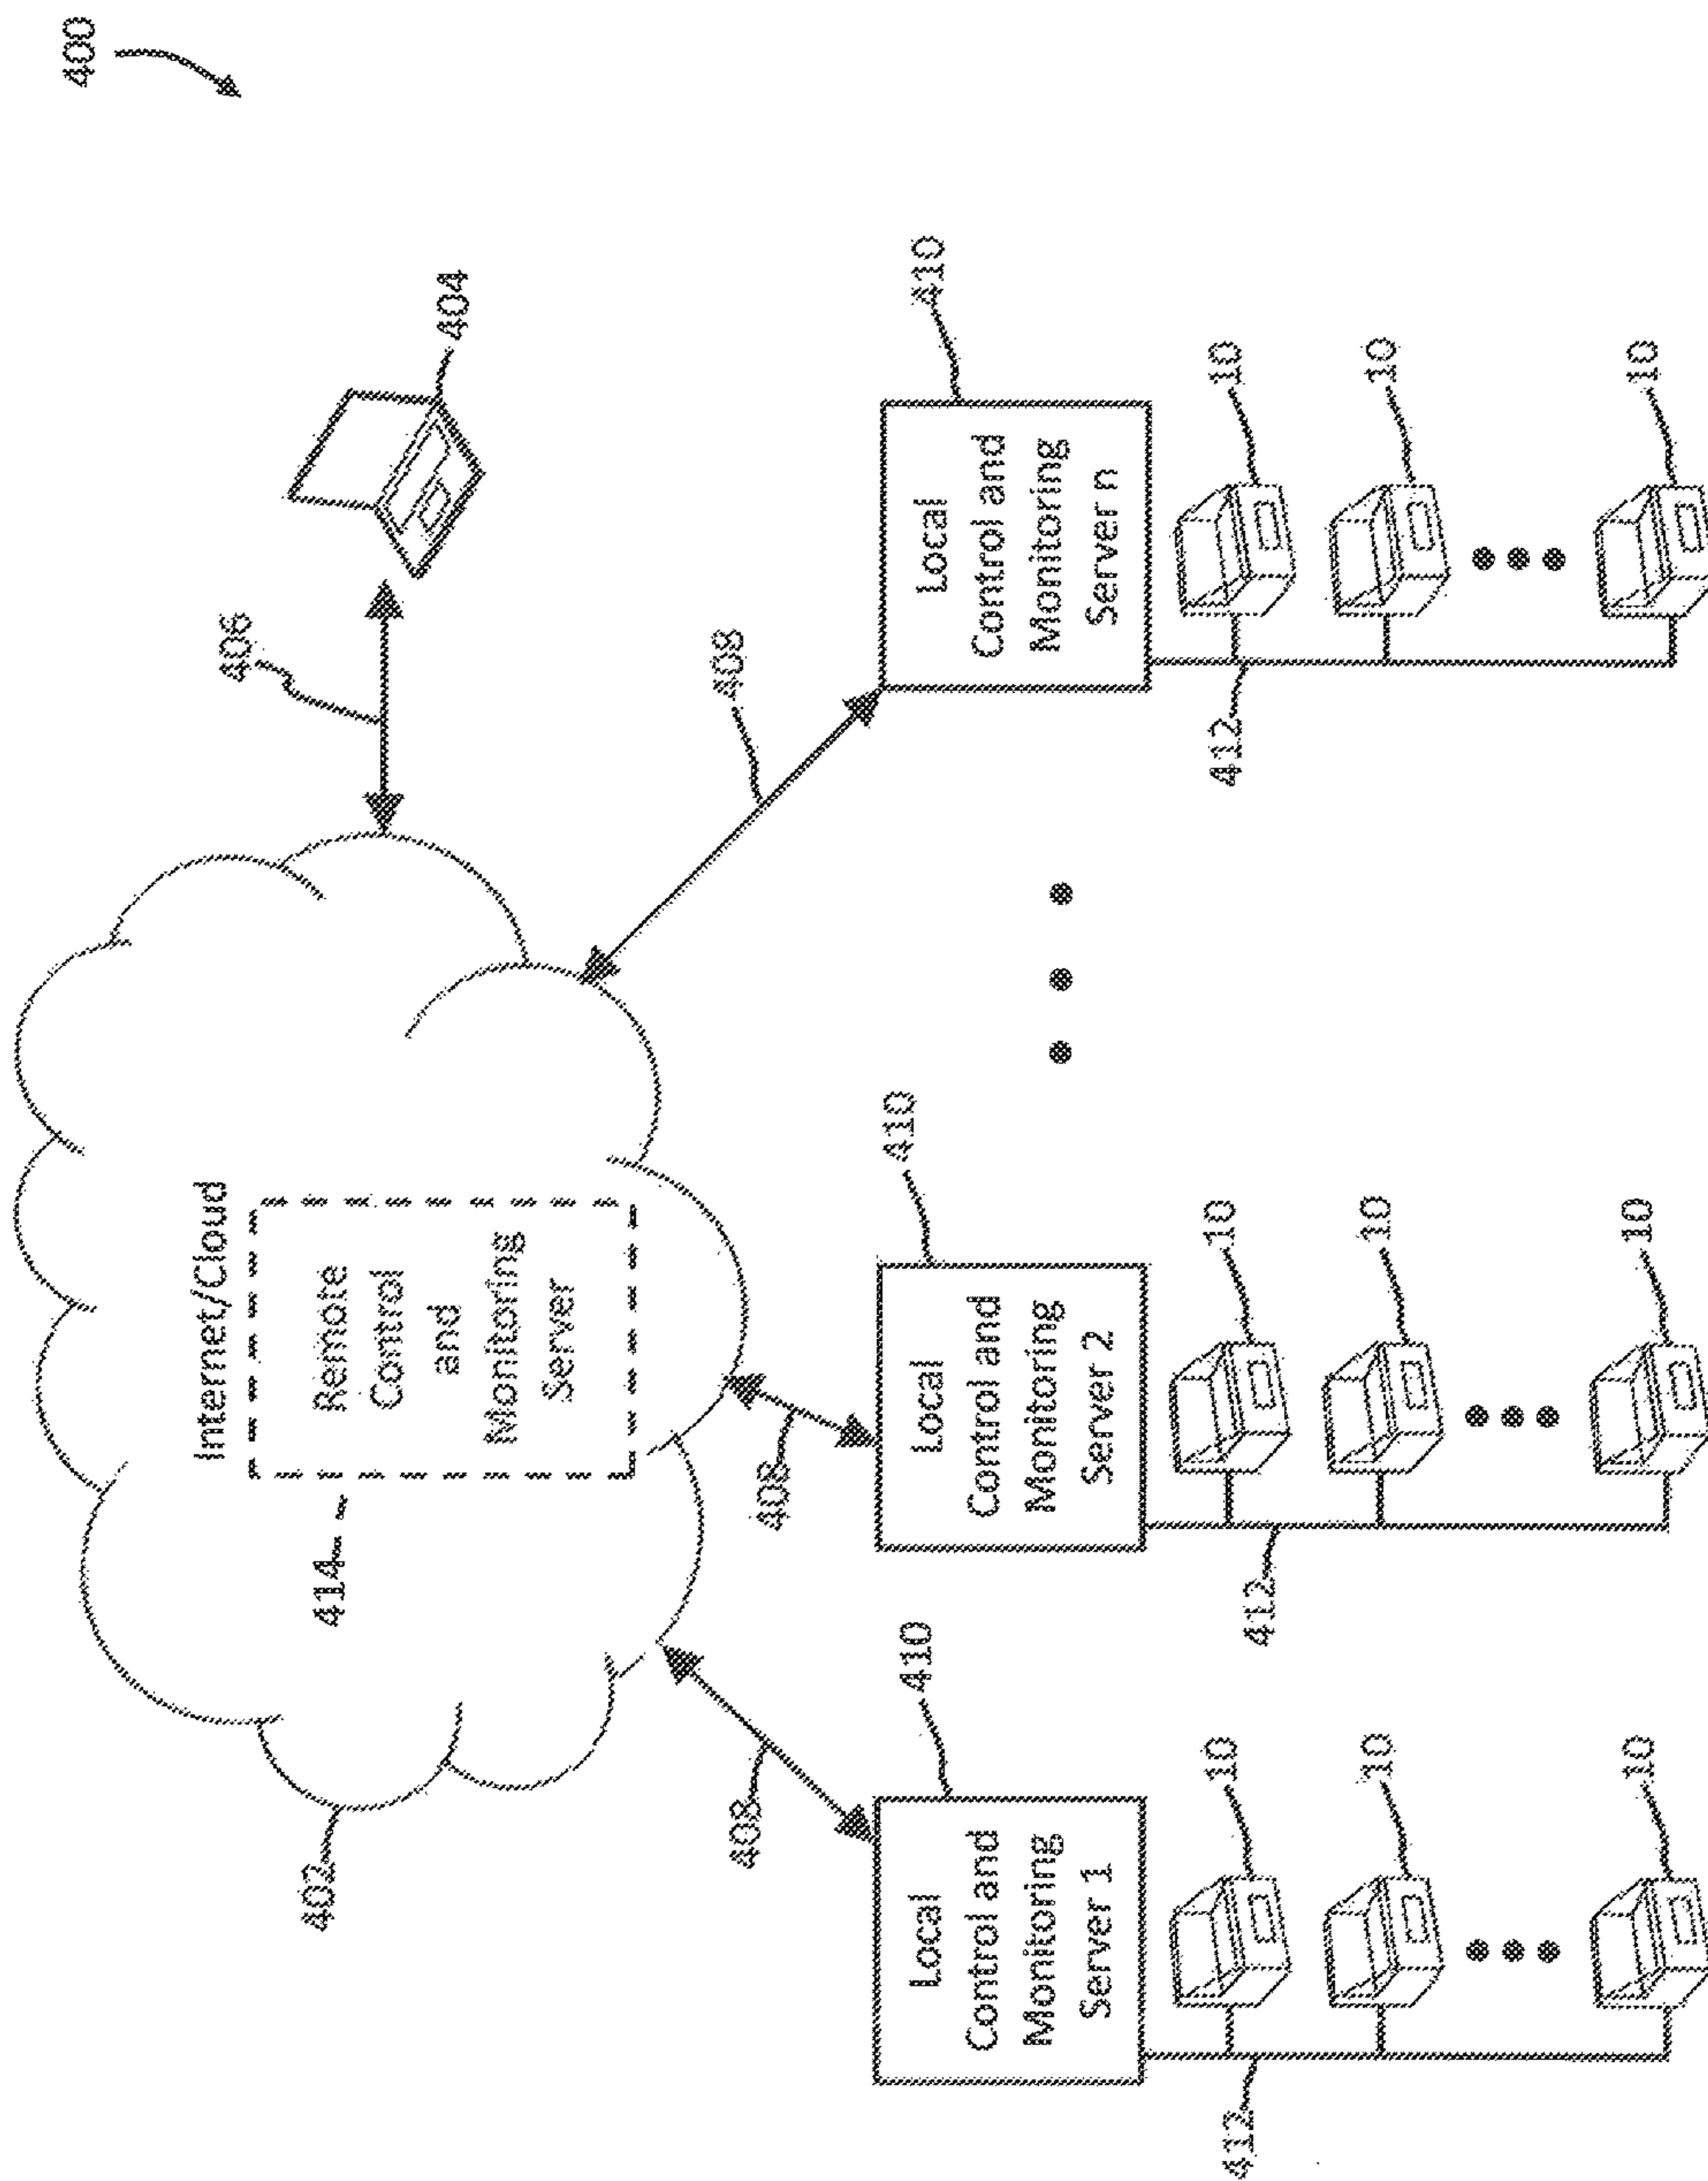 400
Internet/Cloud
Remote
Control
and
Monitoring
Server
414
402
404
406
408
408
408
410
Local
Control and
Monitoring
Server 1
410
Local
Control and
Monitoring
Server 2
410
Local
Control and
Monitoring
Server n
10
10
10
412
10
10
10
412
10
10
10
412